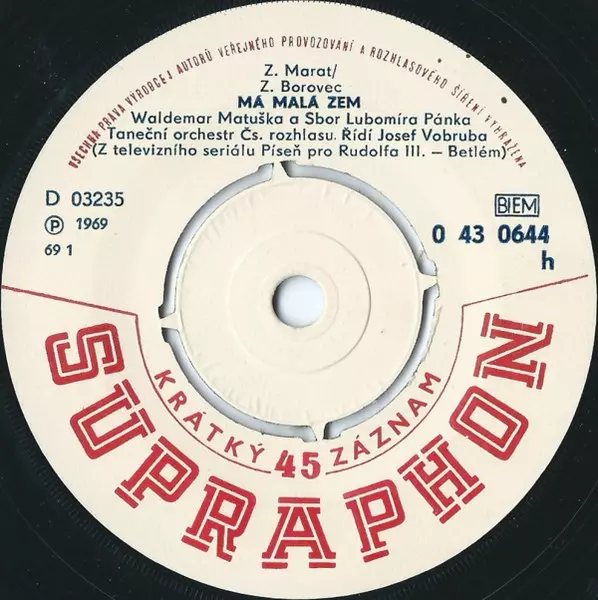 VŠECHNA PRÁVA VÝROBCE I AUTORŮ VEŘEJNÉHO PROVOZOVÁNÍ A ROZHLASOVÉHO ŠÍŘENÍ VYHRAŽENA
Z. Marat/
Z. Borovec
MÁ MALÁ ZEM
Waldemar Matuška a Sbor Lubomíra Pánka
Taneční orchestr Čs. rozhlasu. Řídí Josef Vobruba
(Z televizního seriálu Píseň pro Rudolfa III. – Betlém)
D 03235
Ⓟ 1969
69 1
BIEM
0 43 0644
h
KRÁTKÝ 45 ZÁZNAM
SUPRAPHON